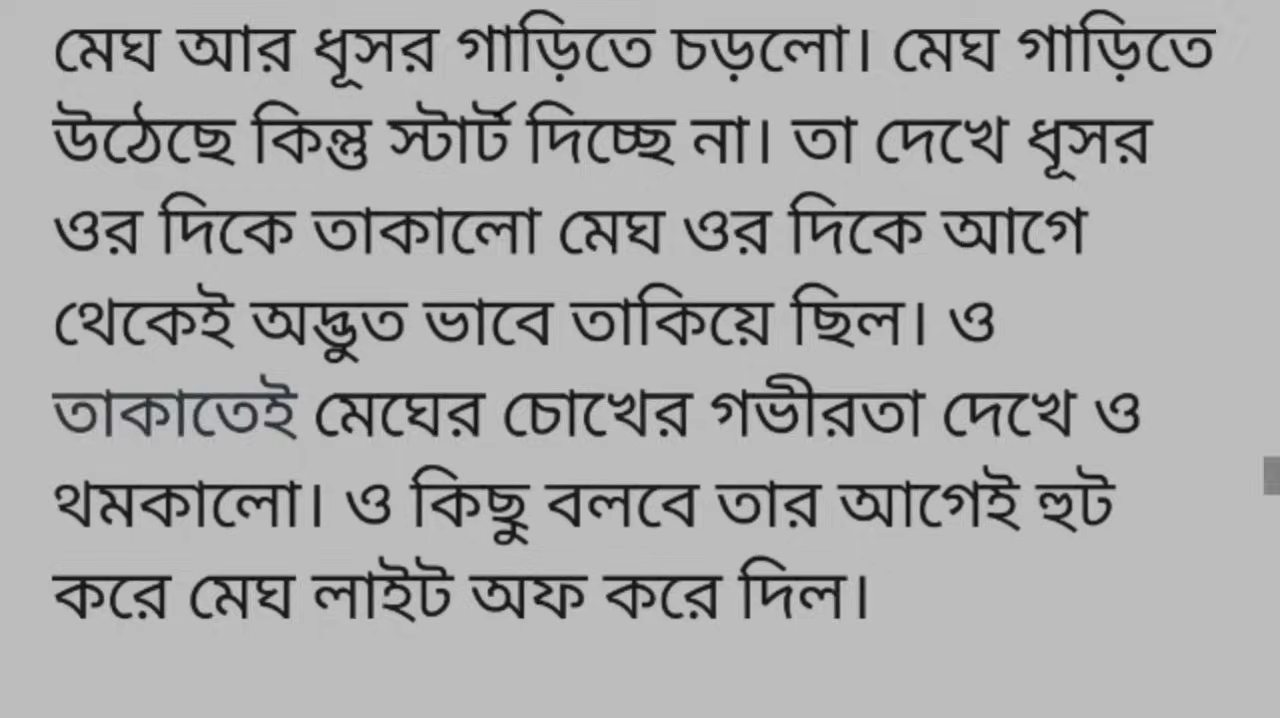 মেঘ আর ধূসর গাড়িতে চড়লো। মেঘ গাড়িতে
উঠেছে কিন্তু স্টার্ট দিচ্ছে না। তা দেখে ধূসর
ওর দিকে তাকালো মেঘ ওর দিকে আগে
থেকেই অদ্ভুত ভাবে তাকিয়ে ছিল। ও
তাকাতেই মেঘের চোখের গভীরতা দেখে ও
থমকালো। ও কিছু বলবে তার আগেই হুট
করে মেঘ লাইট অফ করে দিল।